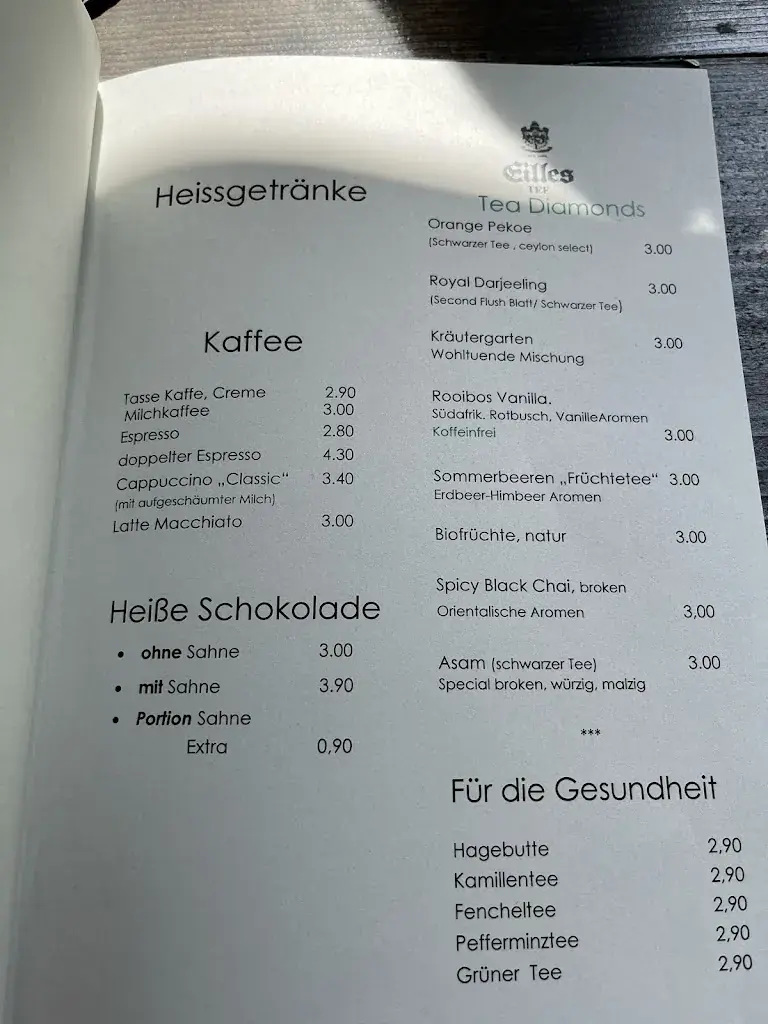 Heissgetränke
Kaffee
Tasse Kaffe, Creme 2.90
Milchkaffee 3.00
Espresso 2.80
doppelter Espresso 4.30
Cappuccino „Classic“ 3.40
(mit aufgeschäumter Milch)
Latte Macchiato 3.00
Heiße Schokolade
• ohne Sahne 3.00
• mit Sahne 3.90
• Portion Sahne
Extra 0,90
Eilles
TEE
Tea Diamonds
Orange Pekoe
(Schwarzer Tee , ceylon select) 3.00
Royal Darjeeling 3.00
(Second Flush Blatt/ Schwarzer Tee)
Kräutergarten 3.00
Wohltuende Mischung
Rooibos Vanilla.
Südafrik. Rotbusch, VanilleAromen
Koffeinfrei 3.00
Sommerbeeren „Früchtetee“ 3.00
Erdbeer-Himbeer Aromen
Biofrüchte, natur 3.00
Spicy Black Chai, broken
Orientalische Aromen 3,00
Asam (schwarzer Tee) 3.00
Special broken, würzig, malzig
***
Für die Gesundheit
Hagebutte 2,90
Kamillentee 2,90
Fencheltee 2,90
Pefferminztee 2,90
Grüner Tee 2,90